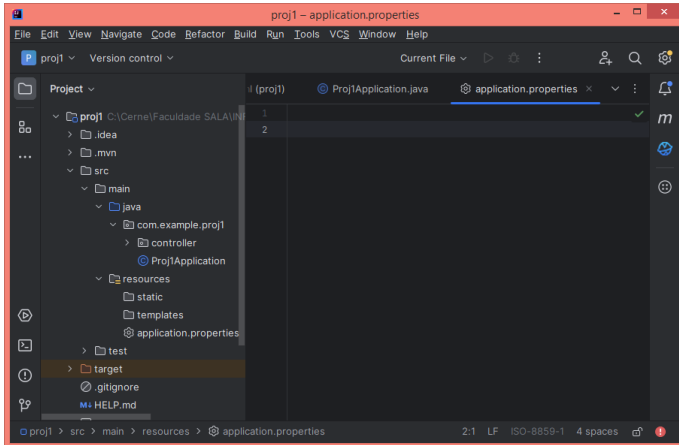 proj1 – application.properties
File Edit View Navigate Code Refactor Build Run Tools VCS Window Help
P proj1 Version control Current File
Project
(proj1) Proj1Application.java application.properties
proj1 C:\Cerne\Faculdade SALA\INF
.idea
.mvn
src
main
java
com.example.proj1
controller
Proj1Application
resources
static
templates
application.properties
test
target
.gitignore
M↓ HELP.md
1
2
m
proj1 > src > main > resources > application.properties 2:1 LF ISO-8859-1 4 spaces